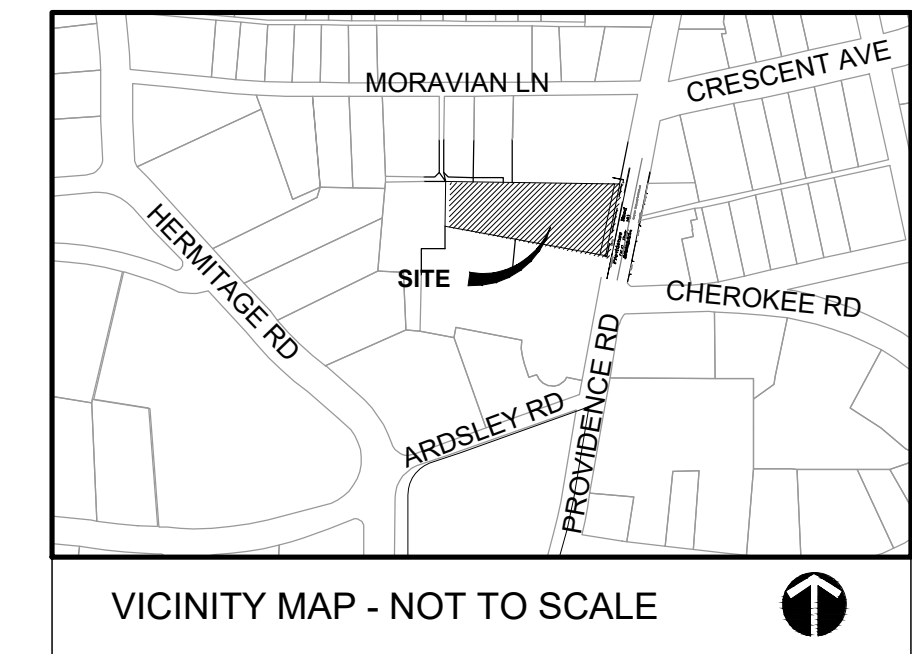 MORAVIAN LN
CRESCENT AVE
HERMITAGE RD
SITE
CHEROKEE RD
PROVIDENCE RD
ARDSLEY RD
VICINITY MAP - NOT TO SCALE